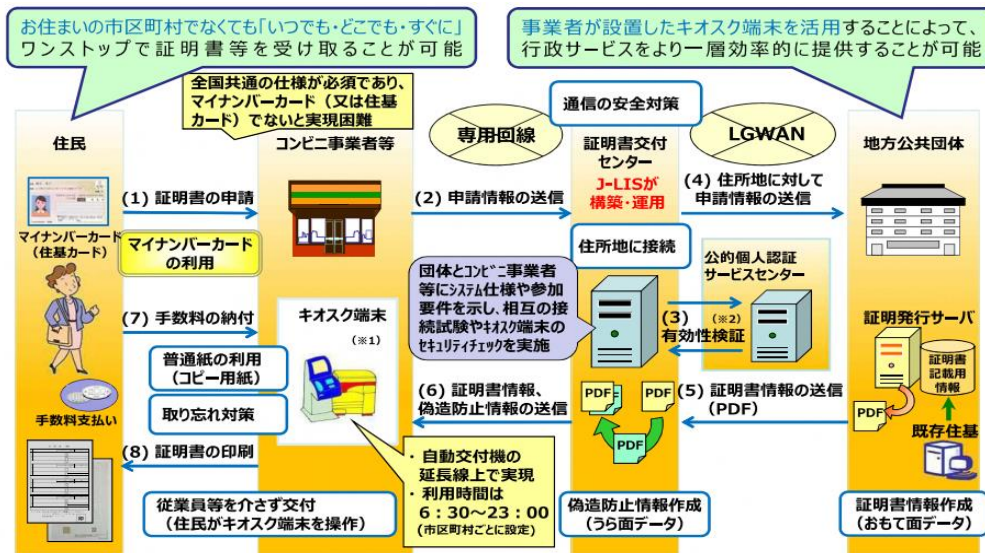 お住まいの市区町村でなくても「いつでも・どこでも・すぐに」
ワンストップで証明書等を受け取ることが可能
事業者が設置したキオスク端末を活用することによって、
行政サービスをより一層効率的に提供することが可能
全国共通の仕様が必須であり、
マイナンバーカード（又は住基
カード）でないと実現困難
通信の安全対策
専用回線
LGWAN
住民
コンビニ事業者等
証明書交付
センター
J-LISが
構築・運用
地方公共団体
(1) 証明書の申請
(2) 申請情報の送信
(4) 住所地に対して
申請情報の送信
マイナンバーカード
（住基カード）
マイナンバーカード
の利用
住所地に接続
公的個人認証
サービスセンター
(※2)
団体とコンビニ事業者
等にシステム仕様や参加
要件を示し、相互の接
続試験やキオスク端末の
セキュリティチェックを実施
(3)
有効性検証
(7) 手数料の納付
キオスク端末
(※1)
普通紙の利用
（コピー用紙）
取り忘れ対策
手数料支払い
(6) 証明書情報、
偽造防止情報の送信
PDF
PDF
PDF
(5) 証明書情報の送信
（PDF）
証明発行サーバ
証明書
記載用
情報
PDF
既存住基
(8) 証明書の印刷
・ 自動交付機の
延長線上で実現
・ 利用時間は
6：30～23：00
(市区町村ごとに設定)
従業員等を介さず交付
（住民がキオスク端末を操作）
偽造防止情報作成
（うら面データ）
証明書情報作成
（おもて面データ）